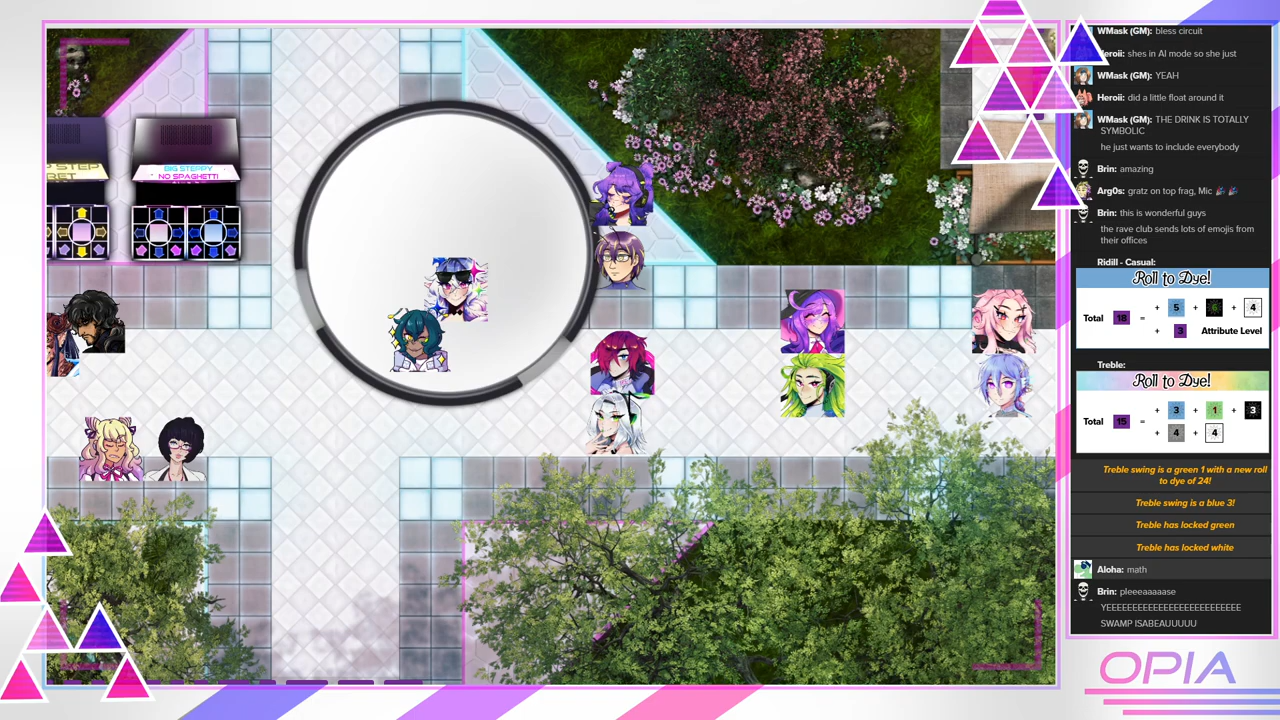 STEP
RET
BIG STEPPY
NO SPAGHETTI
WMask (GM): bless circuit
Heroii: shes in AI mode so she just
WMask (GM): YEAH
Heroii: did a little float around it
WMask (GM): THE DRINK IS TOTALLY
SYMBOLIC
he just wants to include everybody
Brin: amazing
Arg0s: gratz on top frag, Mic 🎉 🎉
Brin: this is wonderful guys
the rave club sends lots of emojis from
their offices
Ridill - Casual:
Roll to Dye!
Total 18 = + 5 + 6 + 4
+ 3 Attribute Level
Treble:
Roll to Dye!
Total 15 = + 3 + 1 + 3
+ 4 + 4
Treble swing is a green 1 with a new roll
to dye of 24!
Treble swing is a blue 3!
Treble has locked green
Treble has locked white
Aloha: math
Brin: pleeeaaaaase
YEEEEEEEEEEEEEEEEEEEEEEEEEE
SWAMP ISABEAUUUUU
OPIA